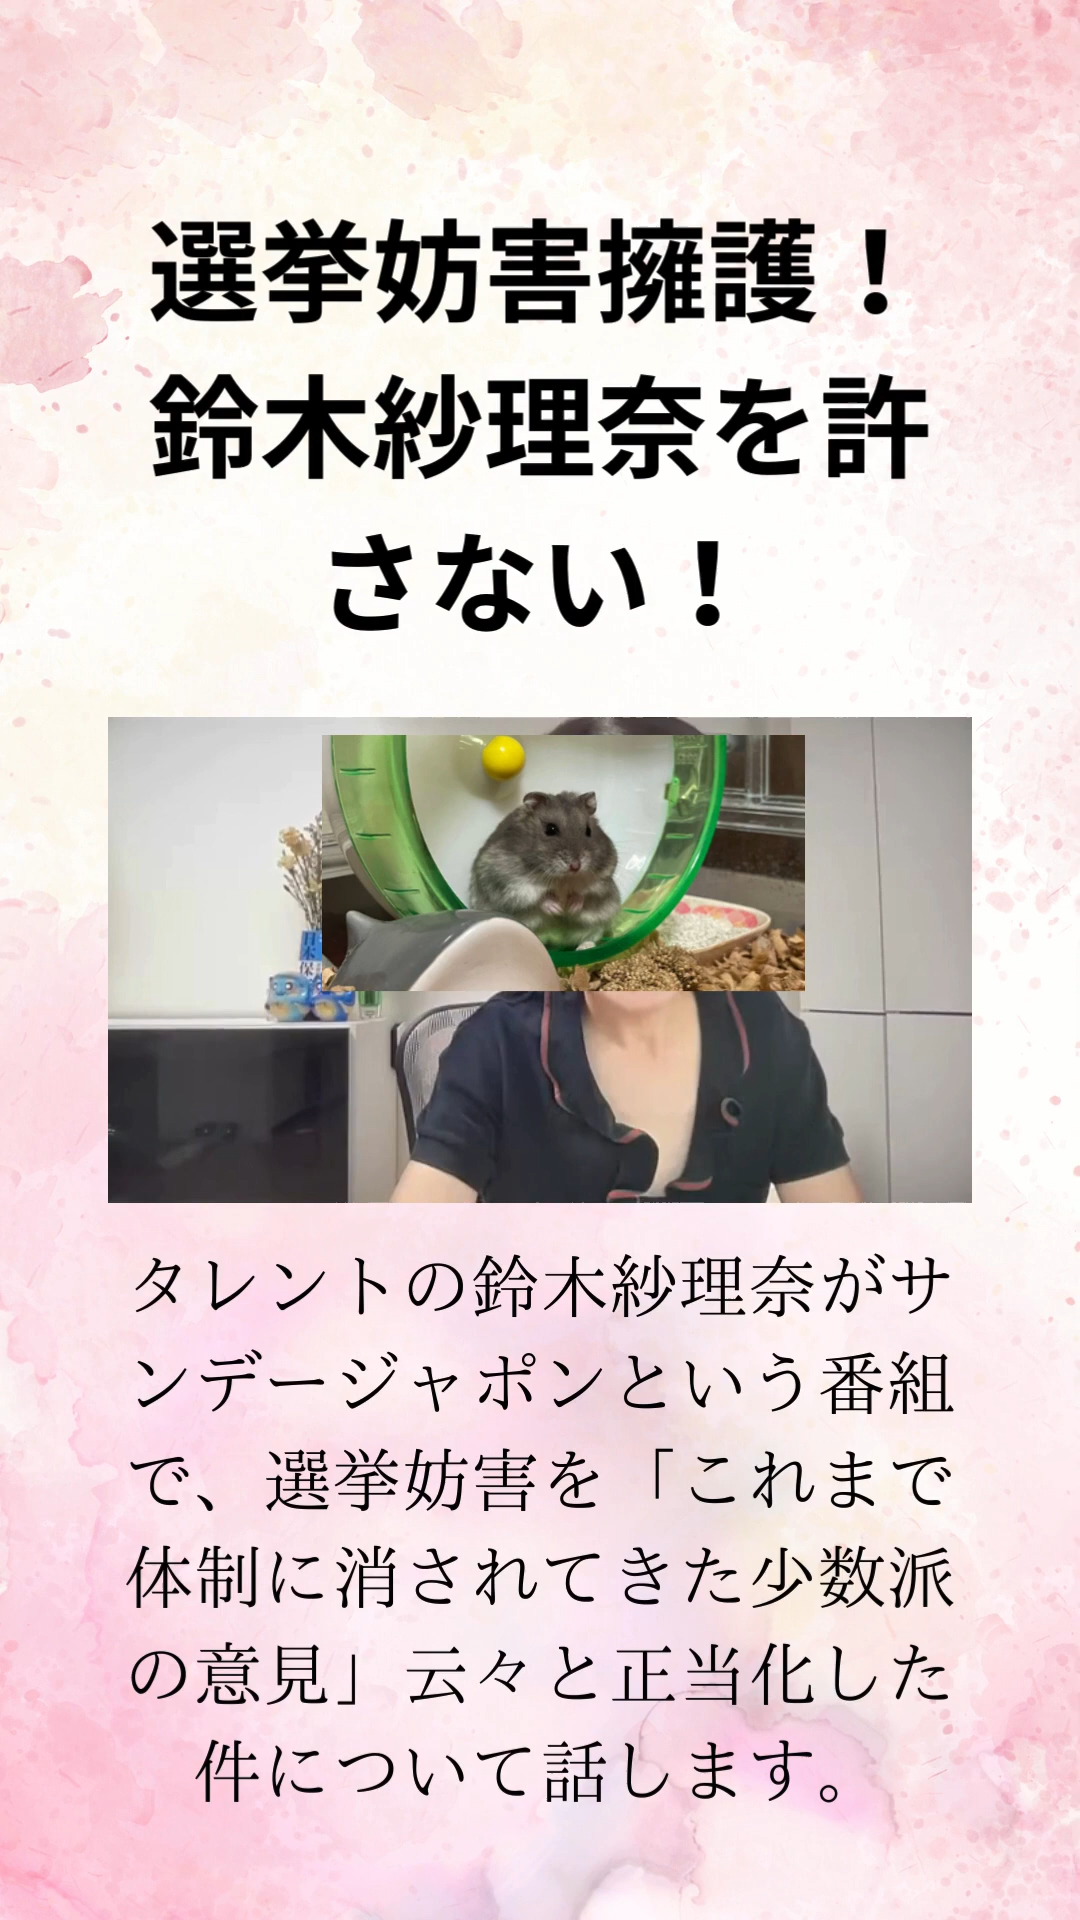 選挙妨害擁護！
鈴木紗理奈を許
さない！
日本保
タレントの鈴木紗理奈がサ
ンデージャポンという番組
で、選挙妨害を「これまで
体制に消されてきた少数派
の意見」云々と正当化した
件について話します。